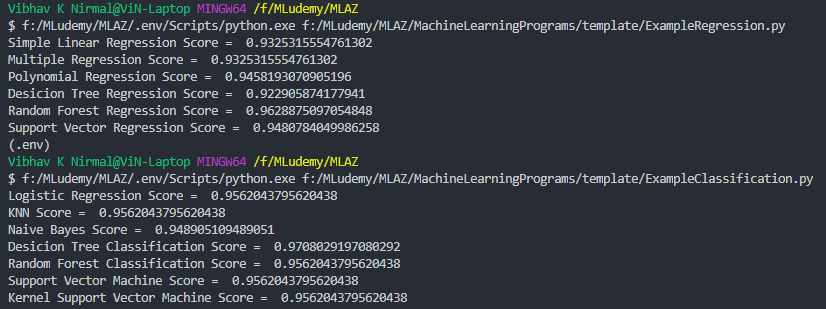 Vibhav K Nirmal@ViN-Laptop MINGW64 /f/MLudemy/MLAZ
$ f:/MLudemy/MLAZ/.env/Scripts/python.exe f:/MLudemy/MLAZ/MachineLearningPrograms/template/ExampleRegression.py
Simple Linear Regression Score =  0.9325315554761302
Multiple Regression Score =  0.9325315554761302
Polynomial Regression Score =  0.9458193070905196
Desicion Tree Regression Score =  0.922905874177941
Random Forest Regression Score =  0.9628875097054848
Support Vector Regression Score =  0.9480784049986258
(.env)
Vibhav K Nirmal@ViN-Laptop MINGW64 /f/MLudemy/MLAZ
$ f:/MLudemy/MLAZ/.env/Scripts/python.exe f:/MLudemy/MLAZ/MachineLearningPrograms/template/ExampleClassification.py
Logistic Regression Score =  0.9562043795620438
KNN Score =  0.9562043795620438
Naive Bayes Score =  0.948905109489051
Desicion Tree Classification Score =  0.9708029197080292
Random Forest Classification Score =  0.9562043795620438
Support Vector Machine Score =  0.9562043795620438
Kernel Support Vector Machine Score =  0.9562043795620438